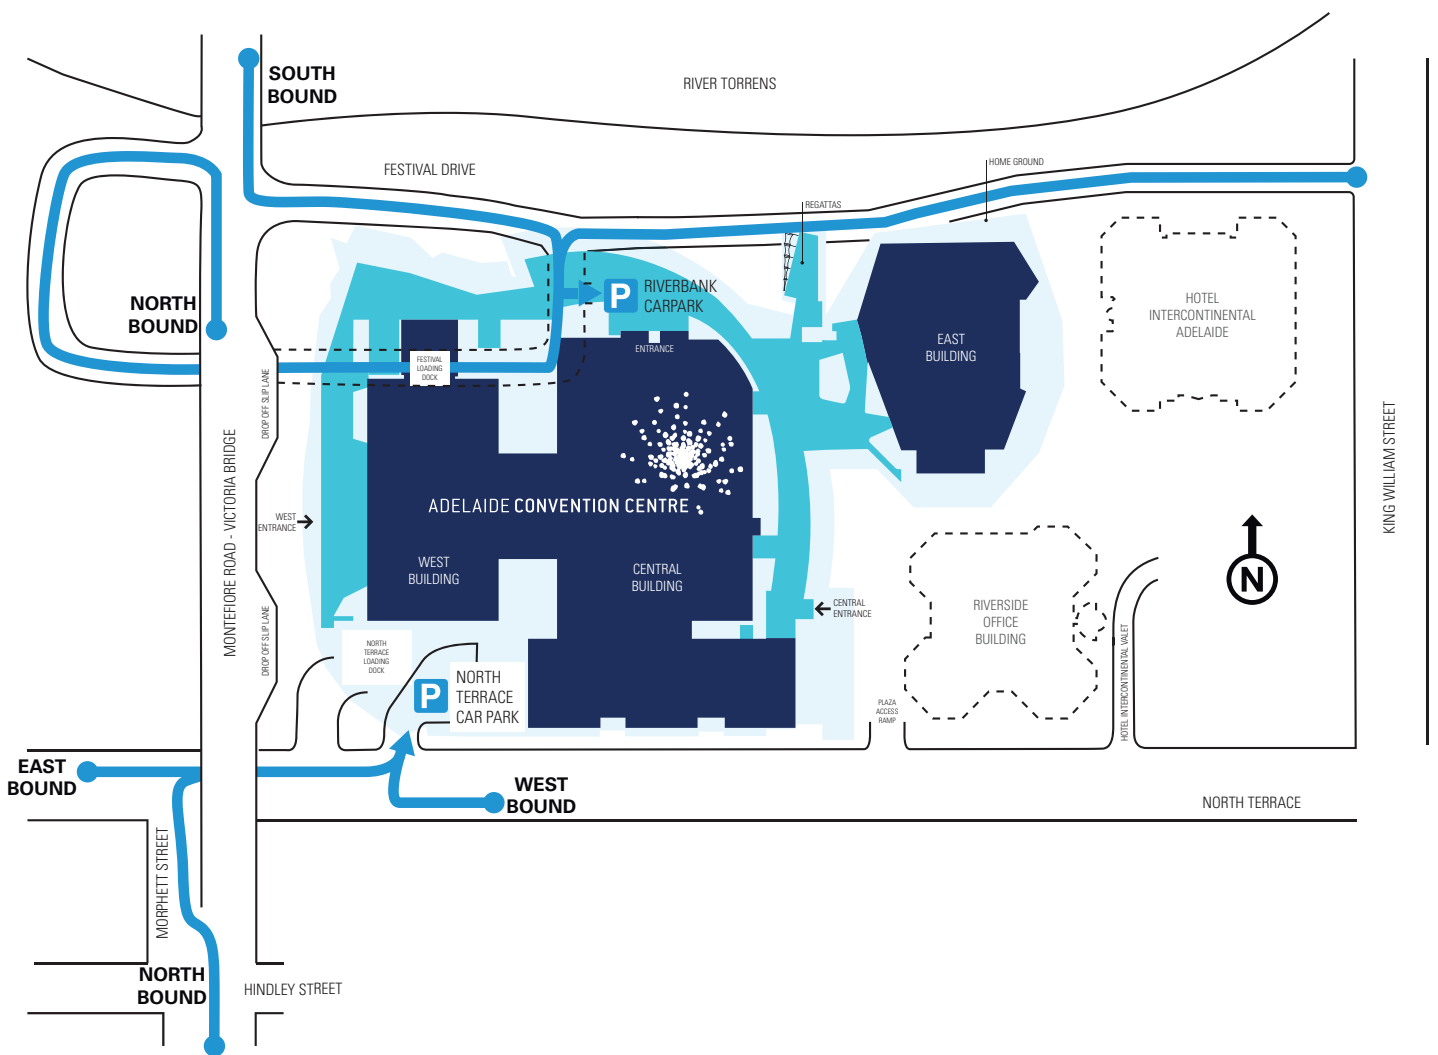 SOUTH
BOUND
RIVER TORRENS
FESTIVAL DRIVE
HOME GROUND
REGATTAS
NORTH
BOUND
P
RIVERBANK
CARPARK
HOTEL
INTERCONTINENTAL
ADELAIDE
ENTRANCE
EAST
BUILDING
FESTIVAL
LOADING
DOCK
DROP OFF SLIP LANE
MONTEFIORE ROAD - VICTORIA BRIDGE
KING WILLIAM STREET
ADELAIDE CONVENTION CENTRE
WEST
ENTRANCE
WEST
BUILDING
CENTRAL
BUILDING
N
CENTRAL
ENTRANCE
RIVERSIDE
OFFICE
BUILDING
DROP OFF SLIP LANE
NORTH
TERRACE
LOADING
DOCK
HOTEL INTERCONTINENTAL VALET
P
NORTH
TERRACE
CAR PARK
PLAZA
ACCESS
RAMP
EAST
BOUND
WEST
BOUND
NORTH TERRACE
MORPHETT STREET
NORTH
BOUND
HINDLEY STREET